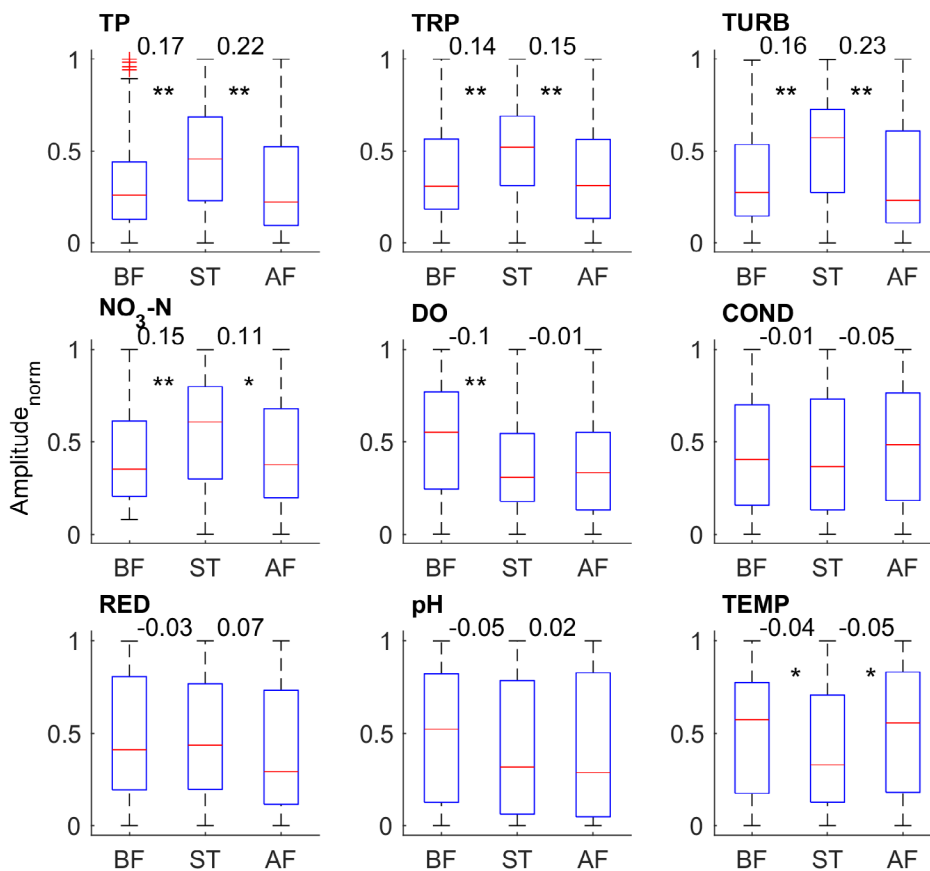 TP
0.17 0.22
1
** **
0.5
0
BF ST AF
TRP
0.14 0.15
1
** **
0.5
0
BF ST AF
TURB
0.16 0.23
1
** **
0.5
0
BF ST AF
Amplitude_norm
NO₃-N
0.15 0.11
1
** *
0.5
0
BF ST AF
DO
-0.1 -0.01
1
**
0.5
0
BF ST AF
COND
-0.01 -0.05
1
0.5
0
BF ST AF
RED
-0.03 0.07
1
0.5
0
BF ST AF
pH
-0.05 0.02
1
0.5
0
BF ST AF
TEMP
-0.04 -0.05
1
* *
0.5
0
BF ST AF